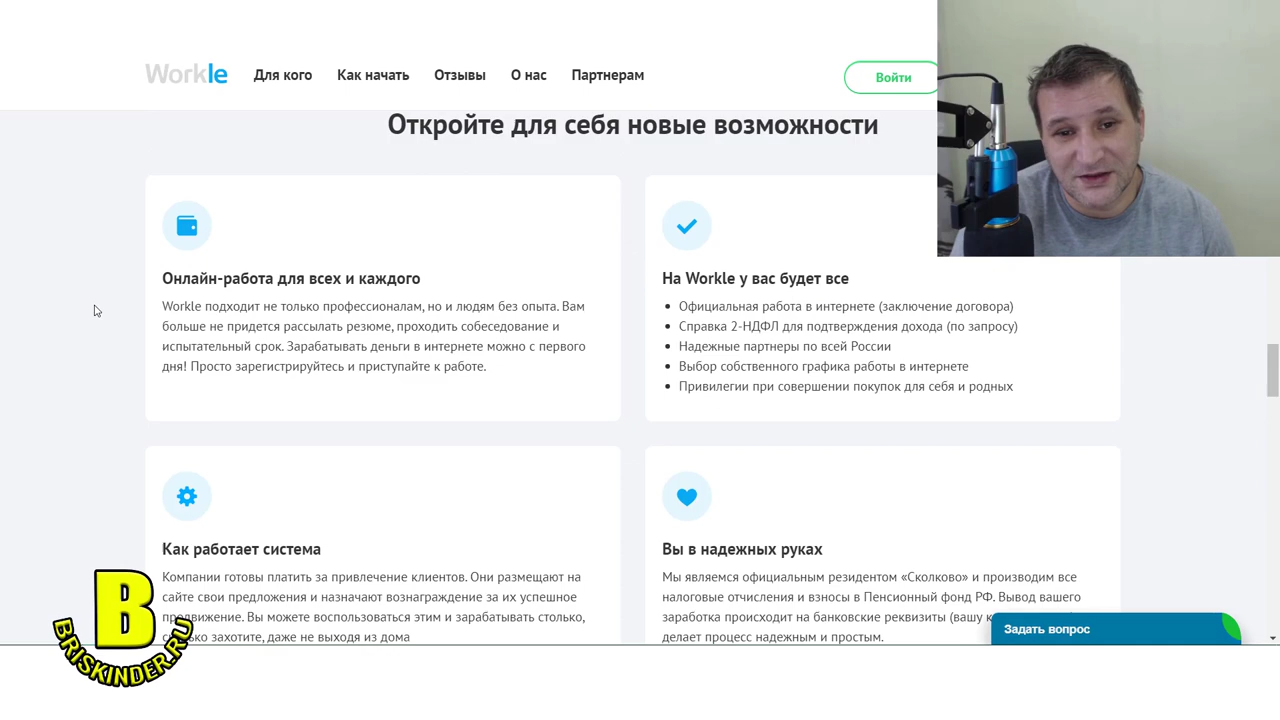 Workle
Для кого
Как начать
Отзывы
О нас
Партнерам
Войти
Откройте для себя новые возможности
Онлайн-работа для всех и каждого
Workle подходит не только профессионалам, но и людям без опыта. Вам
больше не придется рассылать резюме, проходить собеседование и
испытательный срок. Зарабатывать деньги в интернете можно с первого
дня! Просто зарегистрируйтесь и приступайте к работе.
На Workle у вас будет все
Официальная работа в интернете (заключение договора)
Справка 2-НДФЛ для подтверждения дохода (по запросу)
Надежные партнеры по всей России
Выбор собственного графика работы в интернете
Привилегии при совершении покупок для себя и родных
Как работает система
Компании готовы платить за привлечение клиентов. Они размещают на
сайте свои предложения и назначают вознаграждение за их успешное
продвижение. Вы можете воспользоваться этим и зарабатывать столько,
сколько захотите, даже не выходя из дома
Вы в надежных руках
Мы являемся официальным резидентом «Сколково» и производим все
налоговые отчисления и взносы в Пенсионный фонд РФ. Вывод вашего
заработка происходит на банковские реквизиты (вашу
делает процесс надежным и простым.
Задать вопрос
B
BRISKINDER.RU